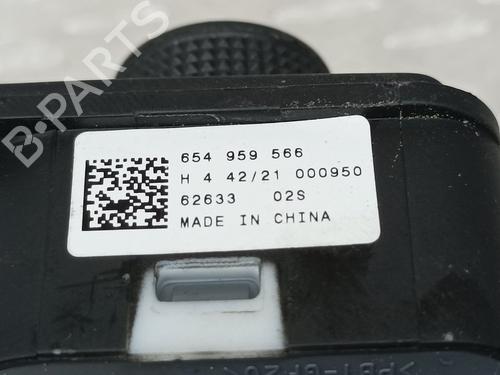 B-PARTS
654 959 566
H 4 42/21 000950
62633 02S
MADE IN CHINA